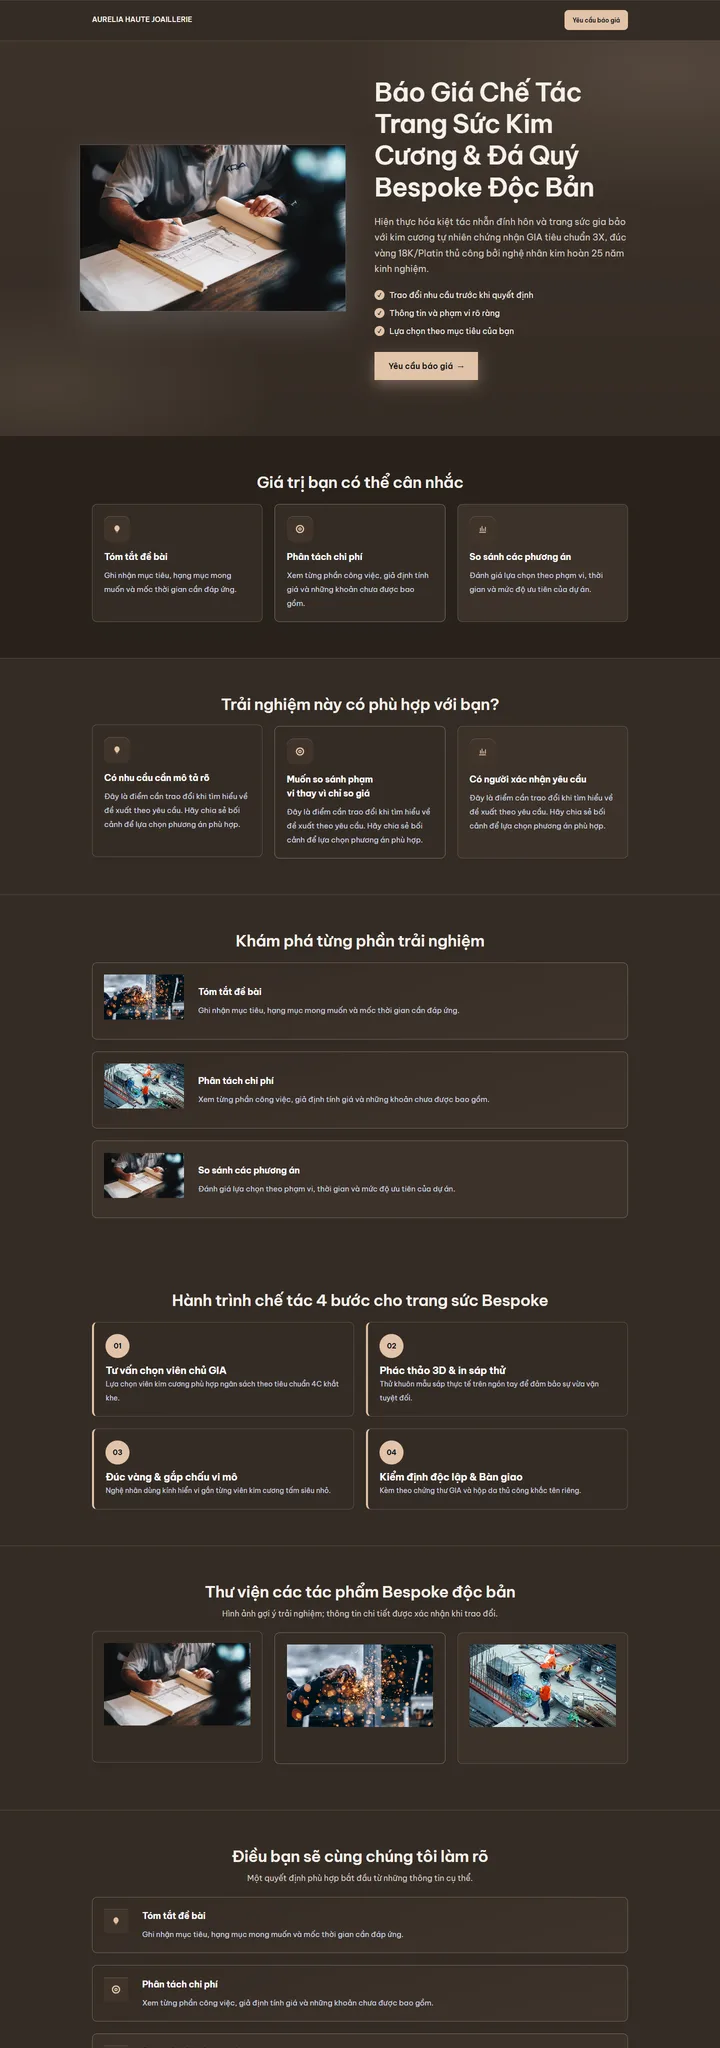 AURELIA HAUTE JOAILLERIE
Yêu cầu báo giá
Báo Giá Chế Tác
Trang Sức Kim
Cương & Đá Quý
Bespoke Độc Bản
Hiện thực hóa kiệt tác nhẫn đính hôn và trang sức gia bảo
với kim cương tự nhiên chứng nhận GIA tiêu chuẩn 3X, đúc
vàng 18K/Platin thủ công bởi nghệ nhân kim hoàn 25 năm
kinh nghiệm.
Trao đổi nhu cầu trước khi quyết định
Thông tin và phạm vi rõ ràng
Lựa chọn theo mục tiêu của bạn
Yêu cầu báo giá →
Giá trị bạn có thể cân nhắc
Tóm tắt đề bài
Ghi nhận mục tiêu, hạng mục mong
muốn và mốc thời gian cần đáp ứng.
Phân tách chi phí
Xem từng phần công việc, giả định tính
giá và những khoản chưa được bao
gồm.
So sánh các phương án
Đánh giá lựa chọn theo phạm vi, thời
gian và mức độ ưu tiên của dự án.
Trải nghiệm này có phù hợp với bạn?
Có nhu cầu cần mô tả rõ
Đây là điểm cần trao đổi khi tìm hiểu về
đề xuất theo yêu cầu. Hãy chia sẻ bối
cảnh để lựa chọn phương án phù hợp.
Muốn so sánh phạm
vi thay vì chỉ so giá
Đây là điểm cần trao đổi khi tìm hiểu về
đề xuất theo yêu cầu. Hãy chia sẻ bối
cảnh để lựa chọn phương án phù hợp.
Có người xác nhận yêu cầu
Đây là điểm cần trao đổi khi tìm hiểu về
đề xuất theo yêu cầu. Hãy chia sẻ bối
cảnh để lựa chọn phương án phù hợp.
Khám phá từng phần trải nghiệm
Tóm tắt đề bài
Ghi nhận mục tiêu, hạng mục mong muốn và mốc thời gian cần đáp ứng.
Phân tách chi phí
Xem từng phần công việc, giả định tính giá và những khoản chưa được bao gồm.
So sánh các phương án
Đánh giá lựa chọn theo phạm vi, thời gian và mức độ ưu tiên của dự án.
Hành trình chế tác 4 bước cho trang sức Bespoke
01
Tư vấn chọn viên chủ GIA
Lựa chọn viên kim cương phù hợp ngân sách theo tiêu chuẩn 4C khắt
khe.
02
Phác thảo 3D & in sáp thử
Thử khuôn mẫu sáp thực tế trên ngón tay để đảm bảo sự vừa vặn
tuyệt đối.
03
Đúc vàng & gắp chấu vi mô
Nghệ nhân dùng kính hiển vi gắn từng viên kim cương tấm siêu nhỏ.
04
Kiểm định độc lập & Bàn giao
Kèm theo chứng thư GIA và hộp da thủ công khắc tên riêng.
Thư viện các tác phẩm Bespoke độc bản
Hình ảnh gợi ý trải nghiệm; thông tin chi tiết được xác nhận khi trao đổi.
Điều bạn sẽ cùng chúng tôi làm rõ
Một quyết định phù hợp bắt đầu từ những thông tin cụ thể.
Tóm tắt đề bài
Ghi nhận mục tiêu, hạng mục mong muốn và mốc thời gian cần đáp ứng.
Phân tách chi phí
Xem từng phần công việc, giả định tính giá và những khoản chưa được bao gồm.